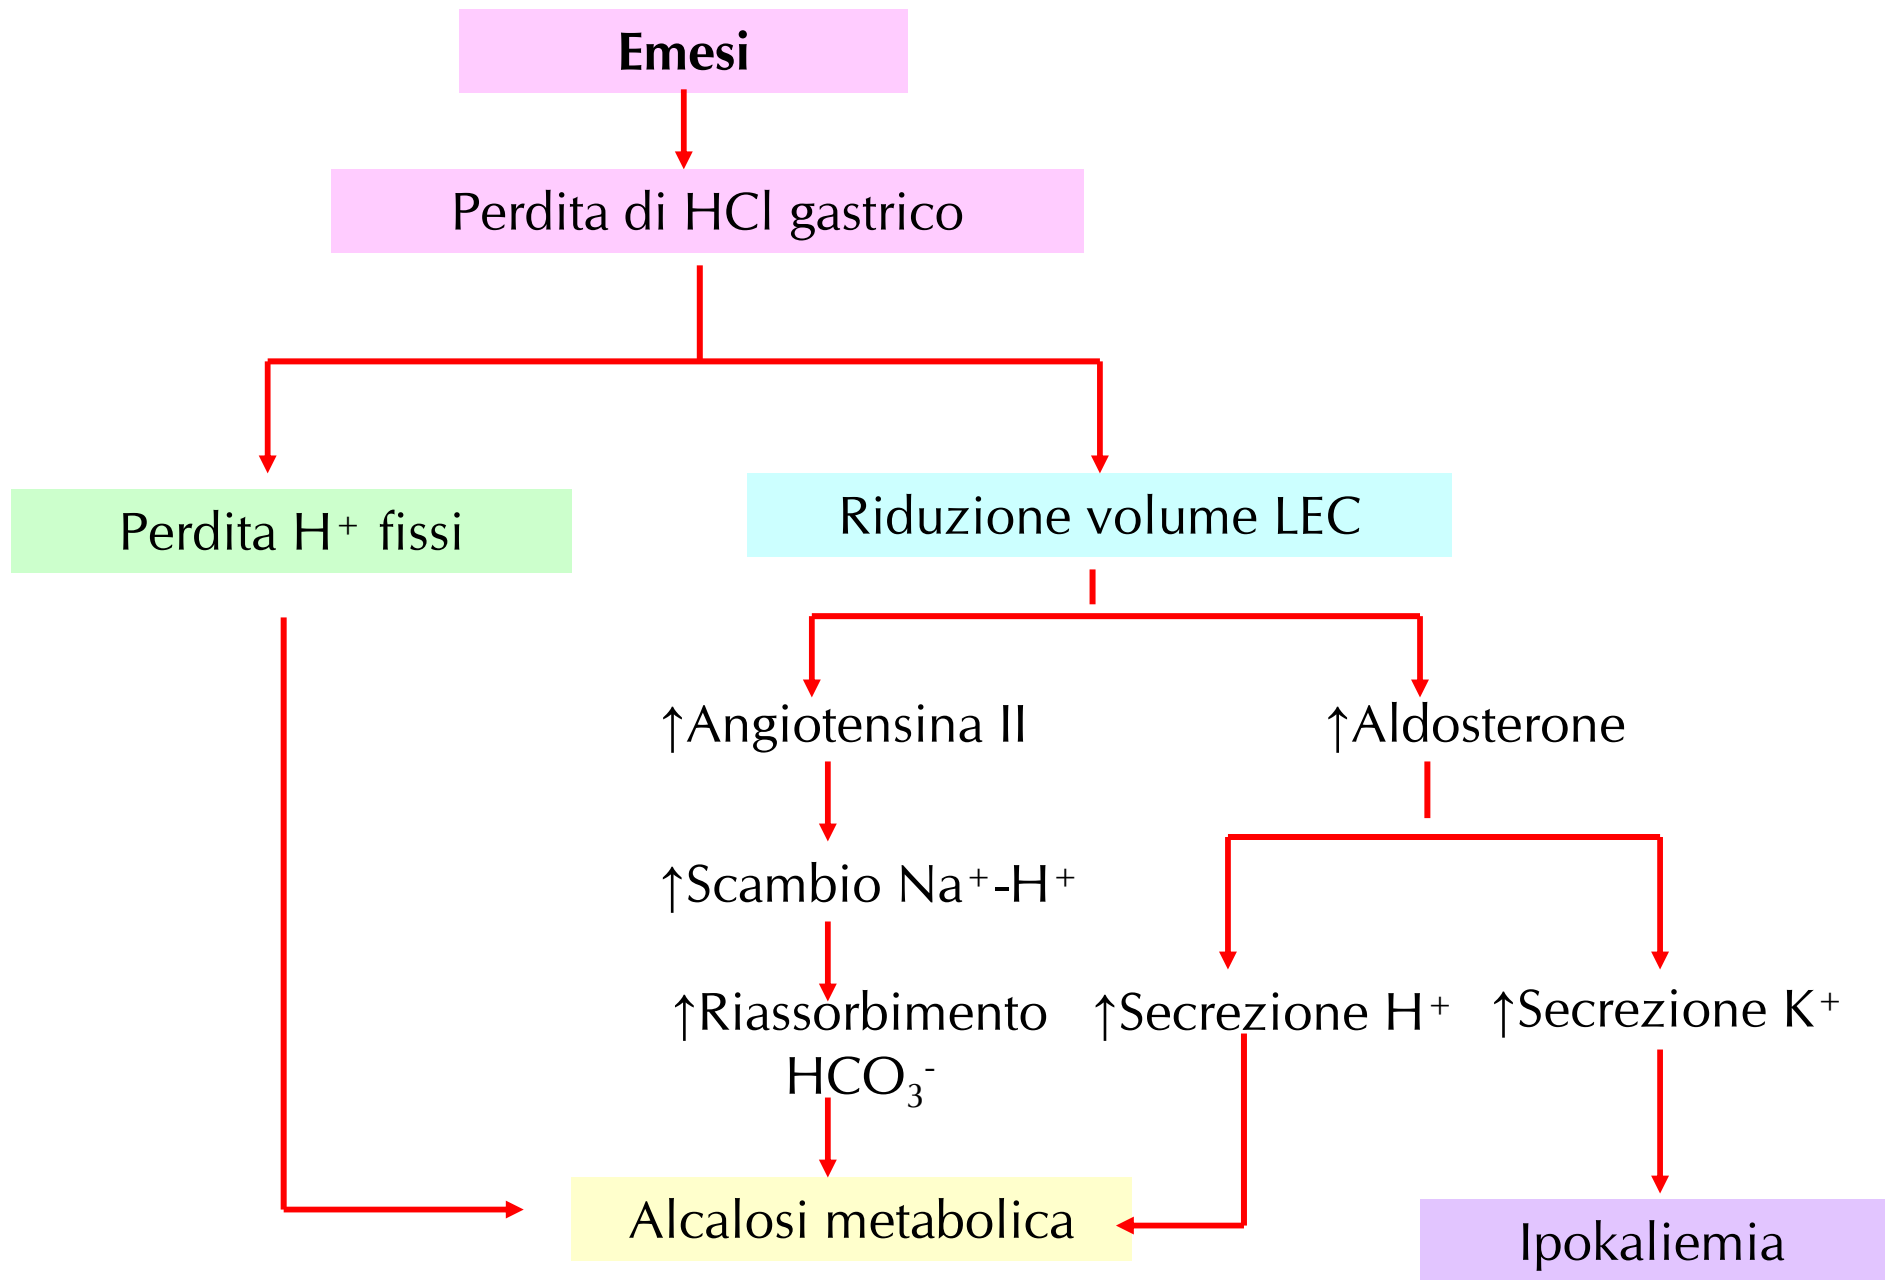 Emesi
Perdita di HCl gastrico
Perdita H⁺ fissi
Riduzione volume LEC
↑Angiotensina II
↑Aldosterone
↑Scambio Na⁺-H⁺
↑Riassorbimento
HCO₃⁻
↑Secrezione H⁺
↑Secrezione K⁺
Alcalosi metabolica
Ipokaliemia